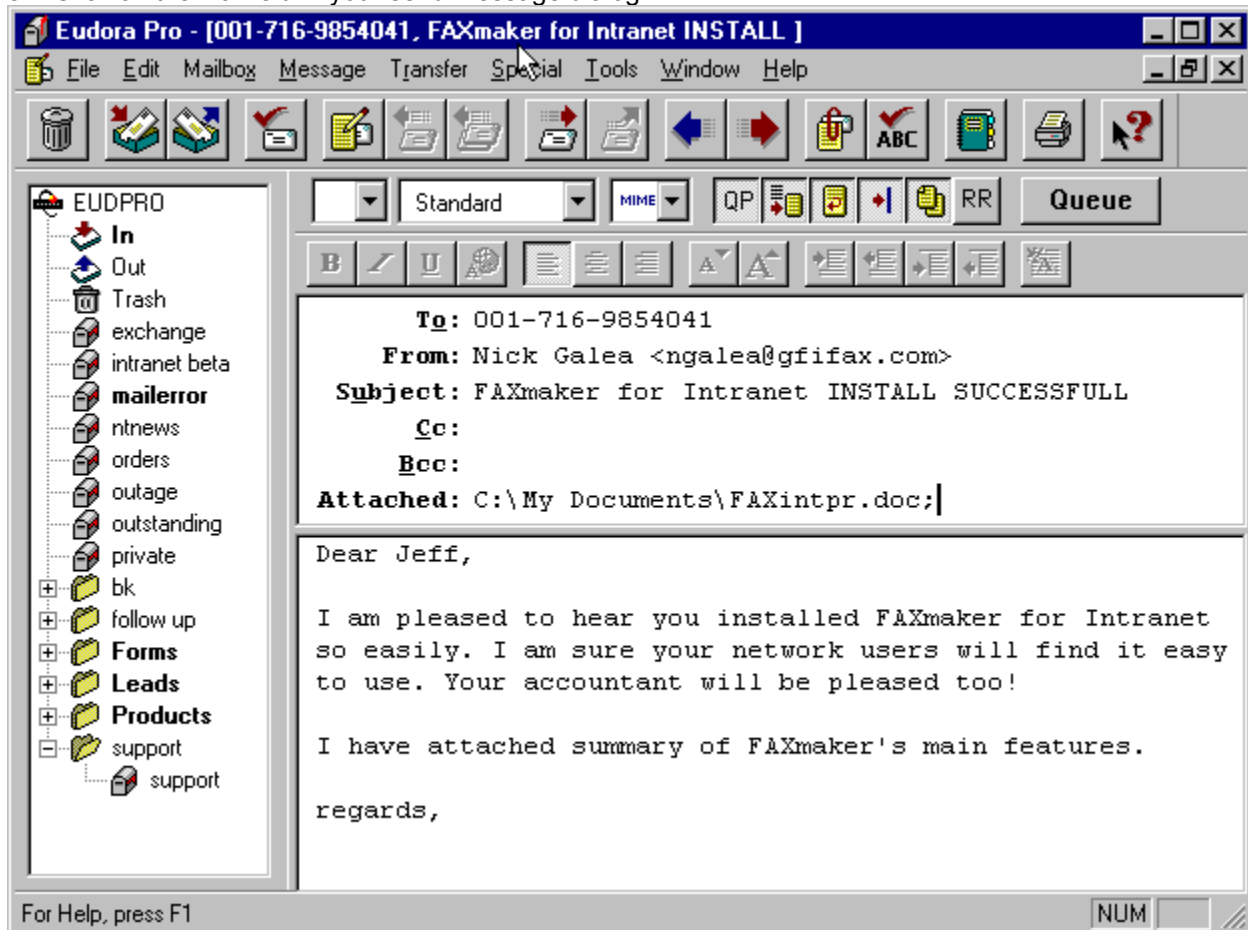 Eudora Pro - [001-716-9854041, FAXmaker for Intranet INSTALL ]
File Edit Mailbox Message Transfer Special Tools Window Help
ABC
EUDPRO
In
Out
Trash
exchange
intranet beta
mailerror
ntnews
orders
outage
outstanding
private
bk
follow up
Forms
Leads
Products
support
support
Standard MIME QP RR Queue
B I U A A
To: 001-716-9854041
From: Nick Galea <ngalea@gfifax.com>
Subject: FAXmaker for Intranet INSTALL SUCCESSFULL
Cc:
Bcc:
Attached: C:\My Documents\FAXintpr.doc;
Dear Jeff,
I am pleased to hear you installed FAXmaker for Intranet
so easily. I am sure your network users will find it easy
to use. Your accountant will be pleased too!
I have attached summary of FAXmaker's main features.
regards,
For Help, press F1 NUM